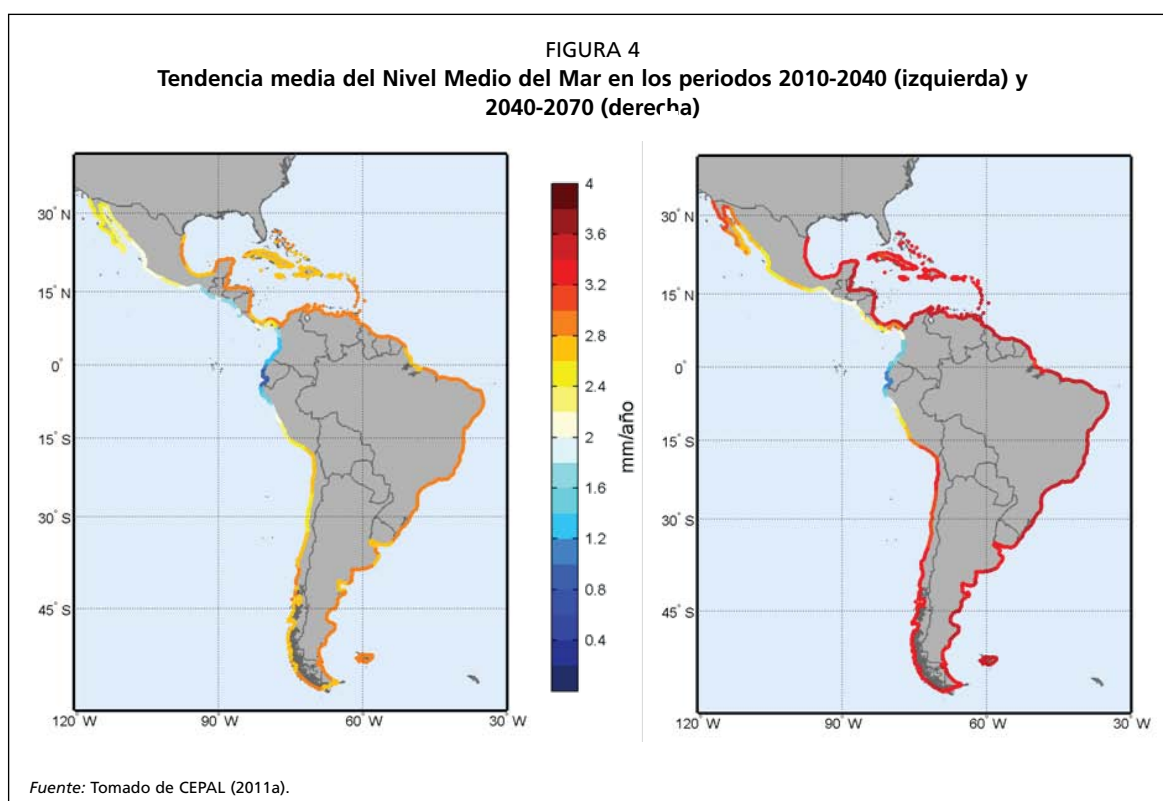 FIGURA 4
Tendencia media del Nivel Medio del Mar en los periodos 2010-2040 (izquierda) y
2040-2070 (derecha)
30° N
15° N
0°
15° S
30° S
45° S
120° W
90° W
60° W
30° W
4
3.6
3.2
2.8
2.4
2
1.6
1.2
0.8
0.4
mm/año
30° N
15° N
0°
15° S
30° S
45° S
120° W
90° W
60° W
30° W
Fuente: Tomado de CEPAL (2011a).